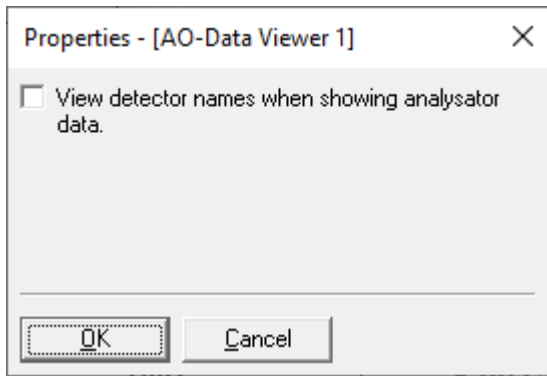 Properties - [AO-Data Viewer 1]
View detector names when showing analysator
data.
OK
Cancel